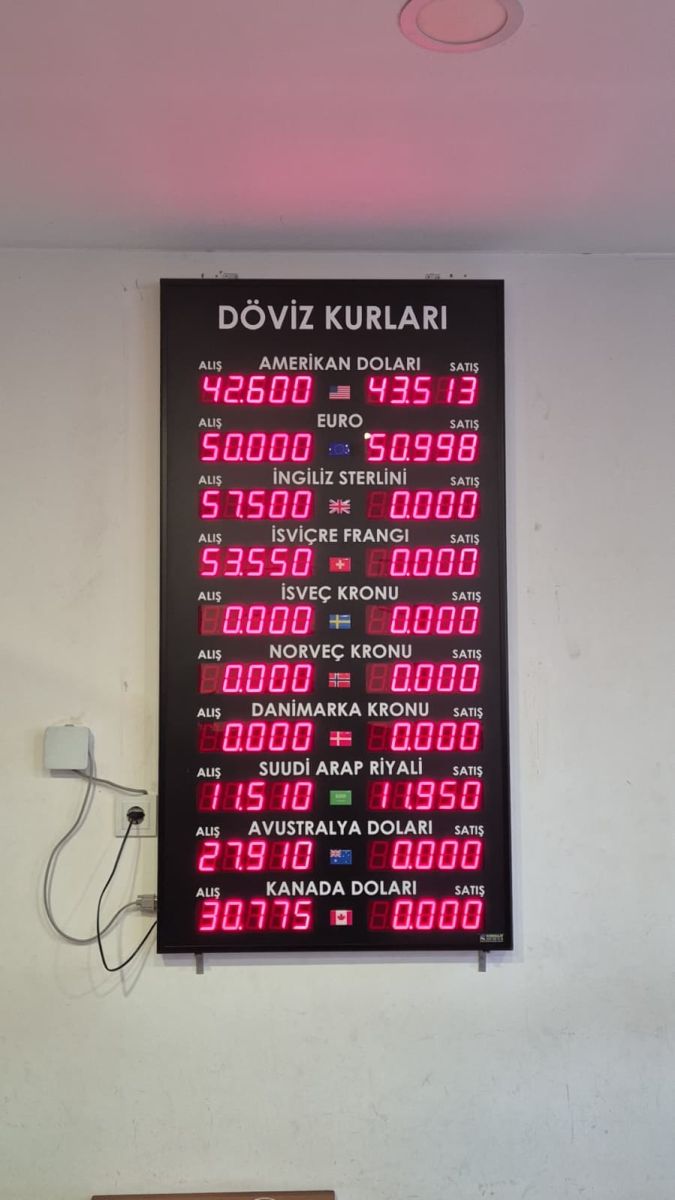 DÖVİZ KURLARI
ALIŞ AMERİKAN DOLARI SATIŞ
42.600 43.513
ALIŞ EURO SATIŞ
50.000 50.998
ALIŞ İNGİLİZ STERLİNİ SATIŞ
57.500 0.000
ALIŞ İSVİÇRE FRANGI SATIŞ
53.550 0.000
ALIŞ İSVEÇ KRONU SATIŞ
0.000 0.000
ALIŞ NORVEÇ KRONU SATIŞ
0.000 0.000
ALIŞ DANİMARKA KRONU SATIŞ
0.000 0.000
ALIŞ SUUDİ ARAP RİYALİ SATIŞ
11.510 11.950
ALIŞ AVUSTRALYA DOLARI SATIŞ
27.910 0.000
ALIŞ KANADA DOLARI SATIŞ
30.775 0.000